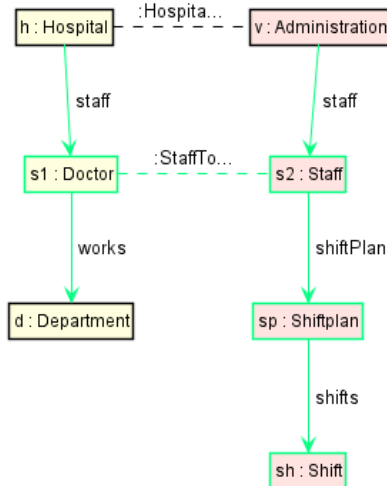 h : Hospital
:Hospita...
v : Administration
staff
staff
s1 : Doctor
:StaffTo...
s2 : Staff
works
shiftPlan
d : Department
sp : Shiftplan
shifts
sh : Shift